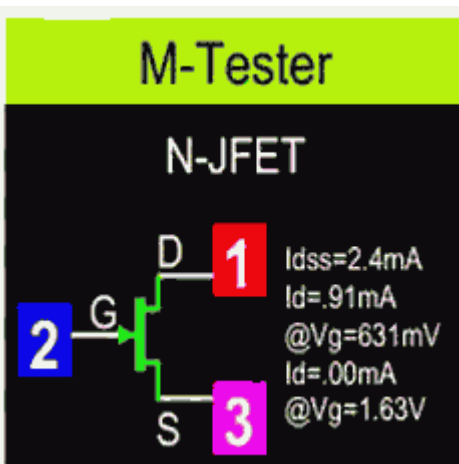 M-Tester
N-JFET
D
1
2
G
S
3
Idss=2.4mA
Id=.91mA
@Vg=631mV
Id=.00mA
@Vg=1.63V